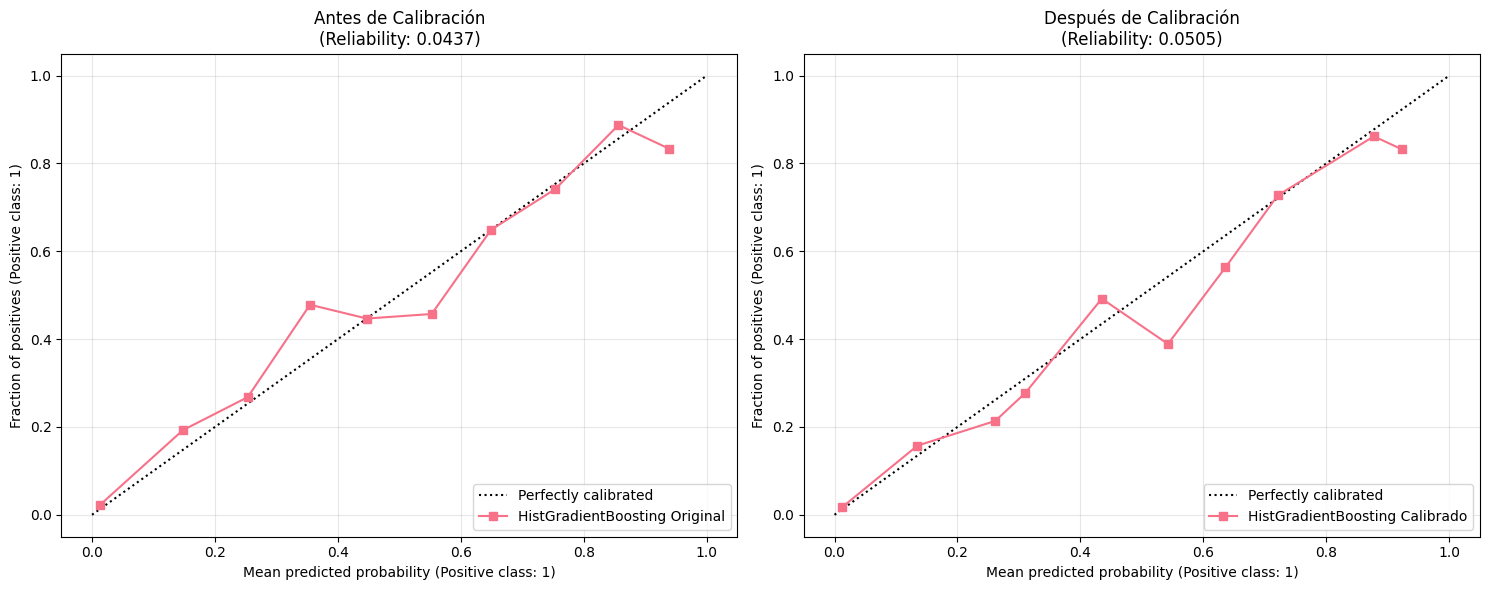 Antes de Calibración
(Reliability: 0.0437)
Fraction of positives (Positive class: 1)
1.0
0.8
0.6
0.4
0.2
0.0
Perfectly calibrated
HistGradientBoosting Original
0.0
0.2
0.4
0.6
0.8
1.0
Mean predicted probability (Positive class: 1)
Después de Calibración
(Reliability: 0.0505)
Fraction of positives (Positive class: 1)
1.0
0.8
0.6
0.4
0.2
0.0
Perfectly calibrated
HistGradientBoosting Calibrado
0.0
0.2
0.4
0.6
0.8
1.0
Mean predicted probability (Positive class: 1)